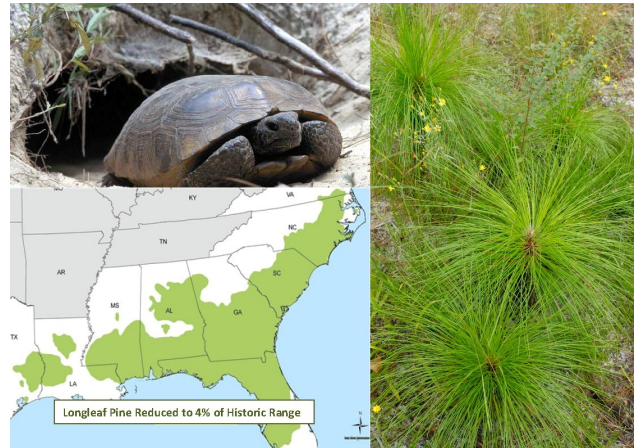 KY
VA
TN
NC
AR
SC
MS
AL
GA
TX
LA
Longleaf Pine Reduced to 4% of Historic Range
N